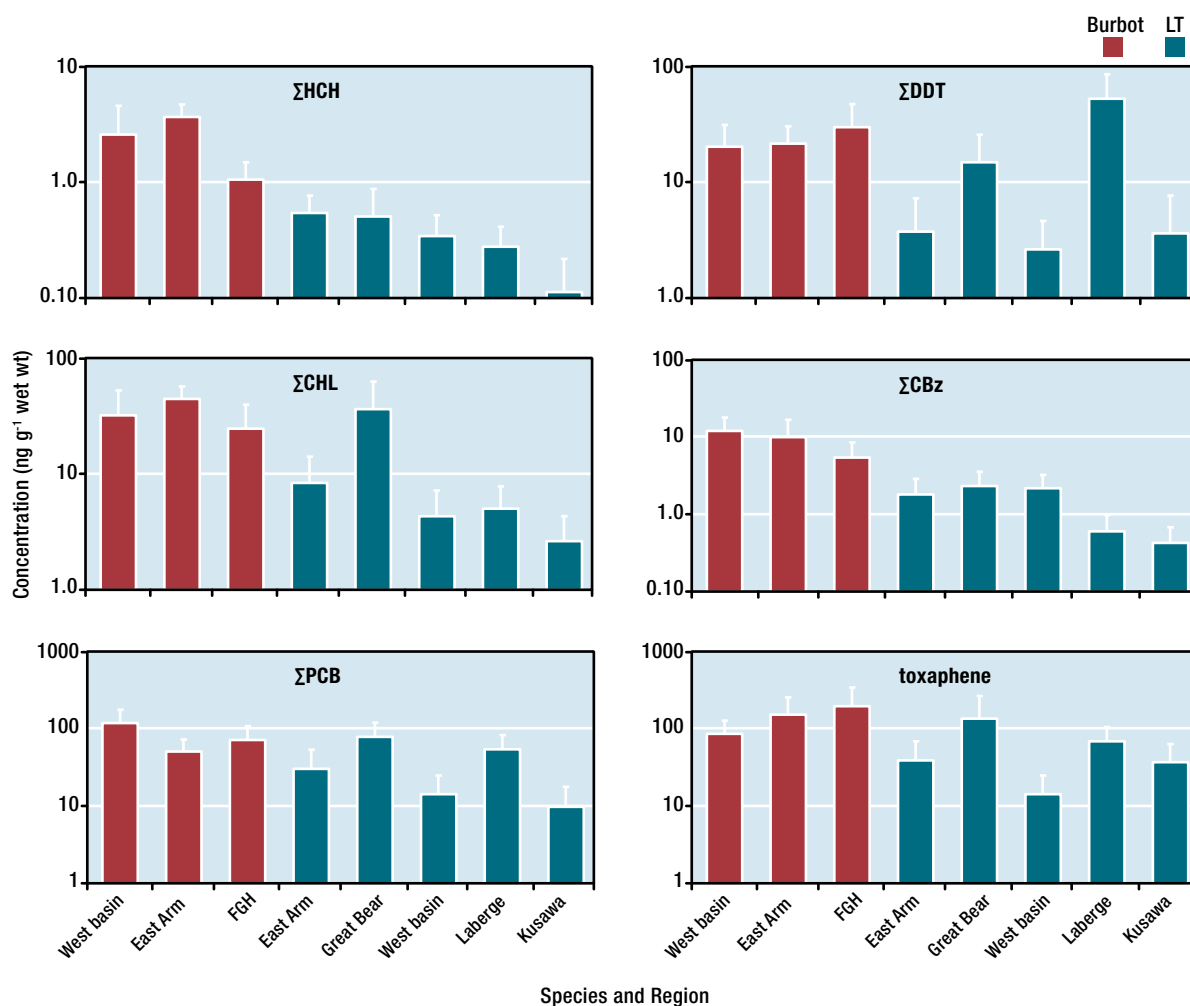 Burbot LT
10
1.0
0.10
∑HCH
100
10
1.0
∑DDT
Concentration (ng g⁻¹ wet wt)
100
10
1.0
∑CHL
100
10
1.0
0.10
∑CBz
1000
100
10
1
∑PCB
1000
100
10
1
toxaphene
West basin
East Arm
FGH
East Arm
Great Bear
West basin
Laberge
Kusawa
West basin
East Arm
FGH
East Arm
Great Bear
West basin
Laberge
Kusawa
Species and Region